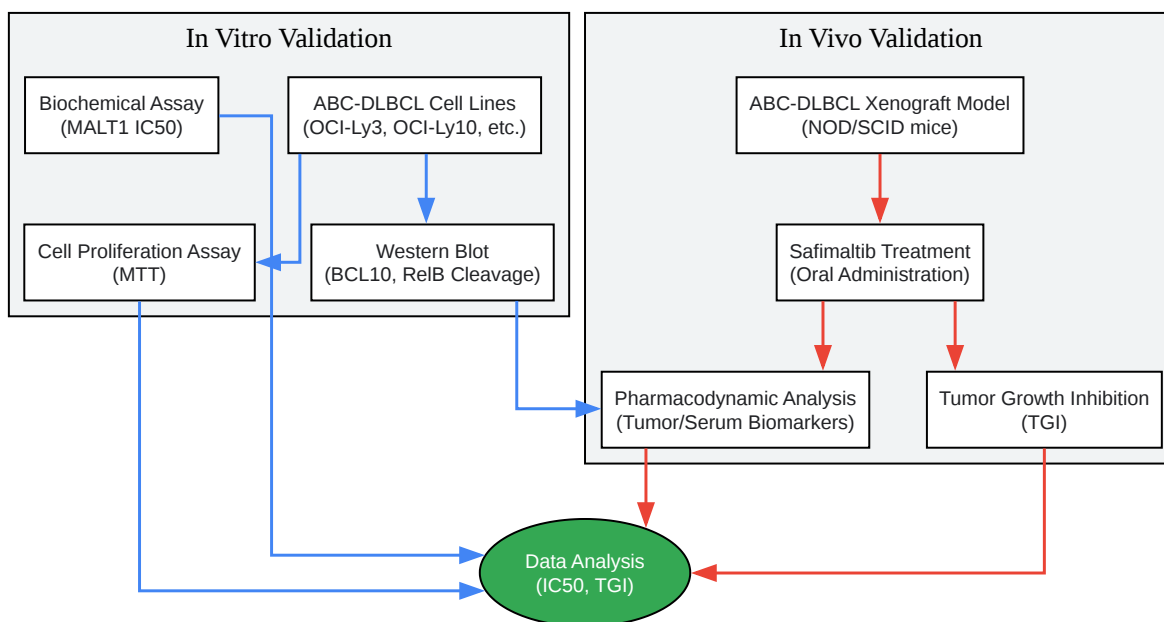 In Vitro Validation
Biochemical Assay
(MALT1 IC50)
ABC-DLBCL Cell Lines
(OCI-Ly3, OCI-Ly10, etc.)
Cell Proliferation Assay
(MTT)
Western Blot
(BCL10, RelB Cleavage)
In Vivo Validation
ABC-DLBCL Xenograft Model
(NOD/SCID mice)
Safimaltib Treatment
(Oral Administration)
Pharmacodynamic Analysis
(Tumor/Serum Biomarkers)
Tumor Growth Inhibition
(TGI)
Data Analysis
(IC50, TGI)